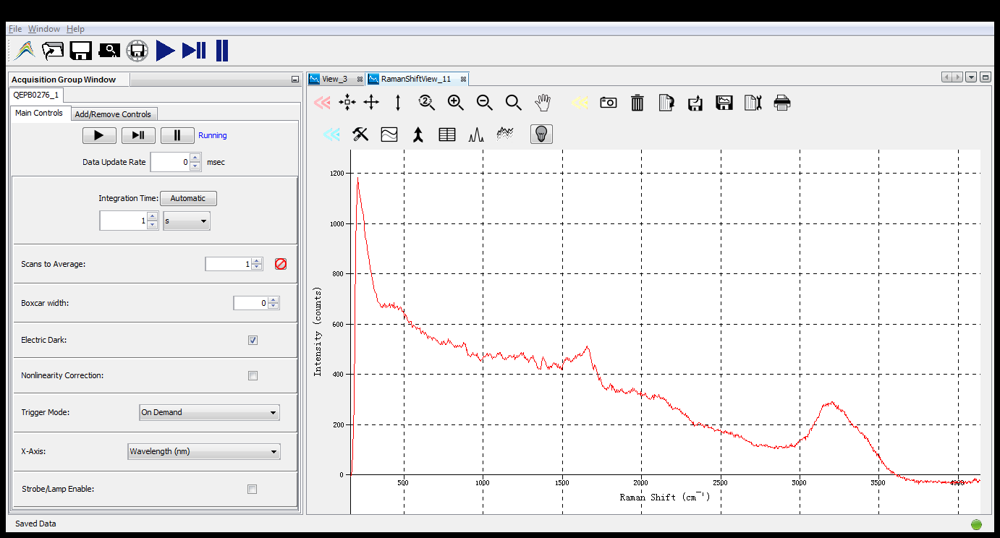 File Window Help
Acquisition Group Window
QEPB0276_1
Main Controls Add/Remove Controls
Running
Data Update Rate 0 msec
Integration Time: Automatic
1 s
Scans to Average: 1
Boxcar width: 0
Electric Dark:
Nonlinearity Correction:
Trigger Mode: On Demand
X-Axis: Wavelength (nm)
Strobe/Lamp Enable:
Saved Data
View_3 RamanShiftView_11
2
1200
1000
800
600
400
200
0
Intensity (counts)
500 1000 1500 2000 2500 3000 3500 4000
Raman Shift (cm⁻¹)